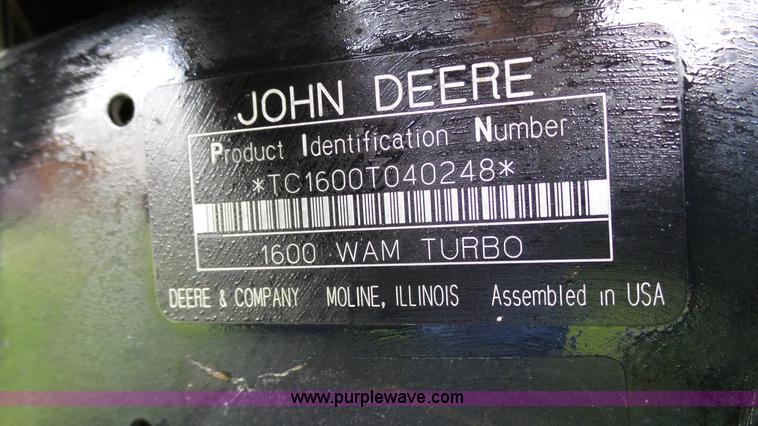 JOHN DEERE
Product Identification Number
*TC1600T040248*
1600 WAM TURBO
DEERE & COMPANY MOLINE, ILLINOIS Assembled in USA
www.purplewave.com